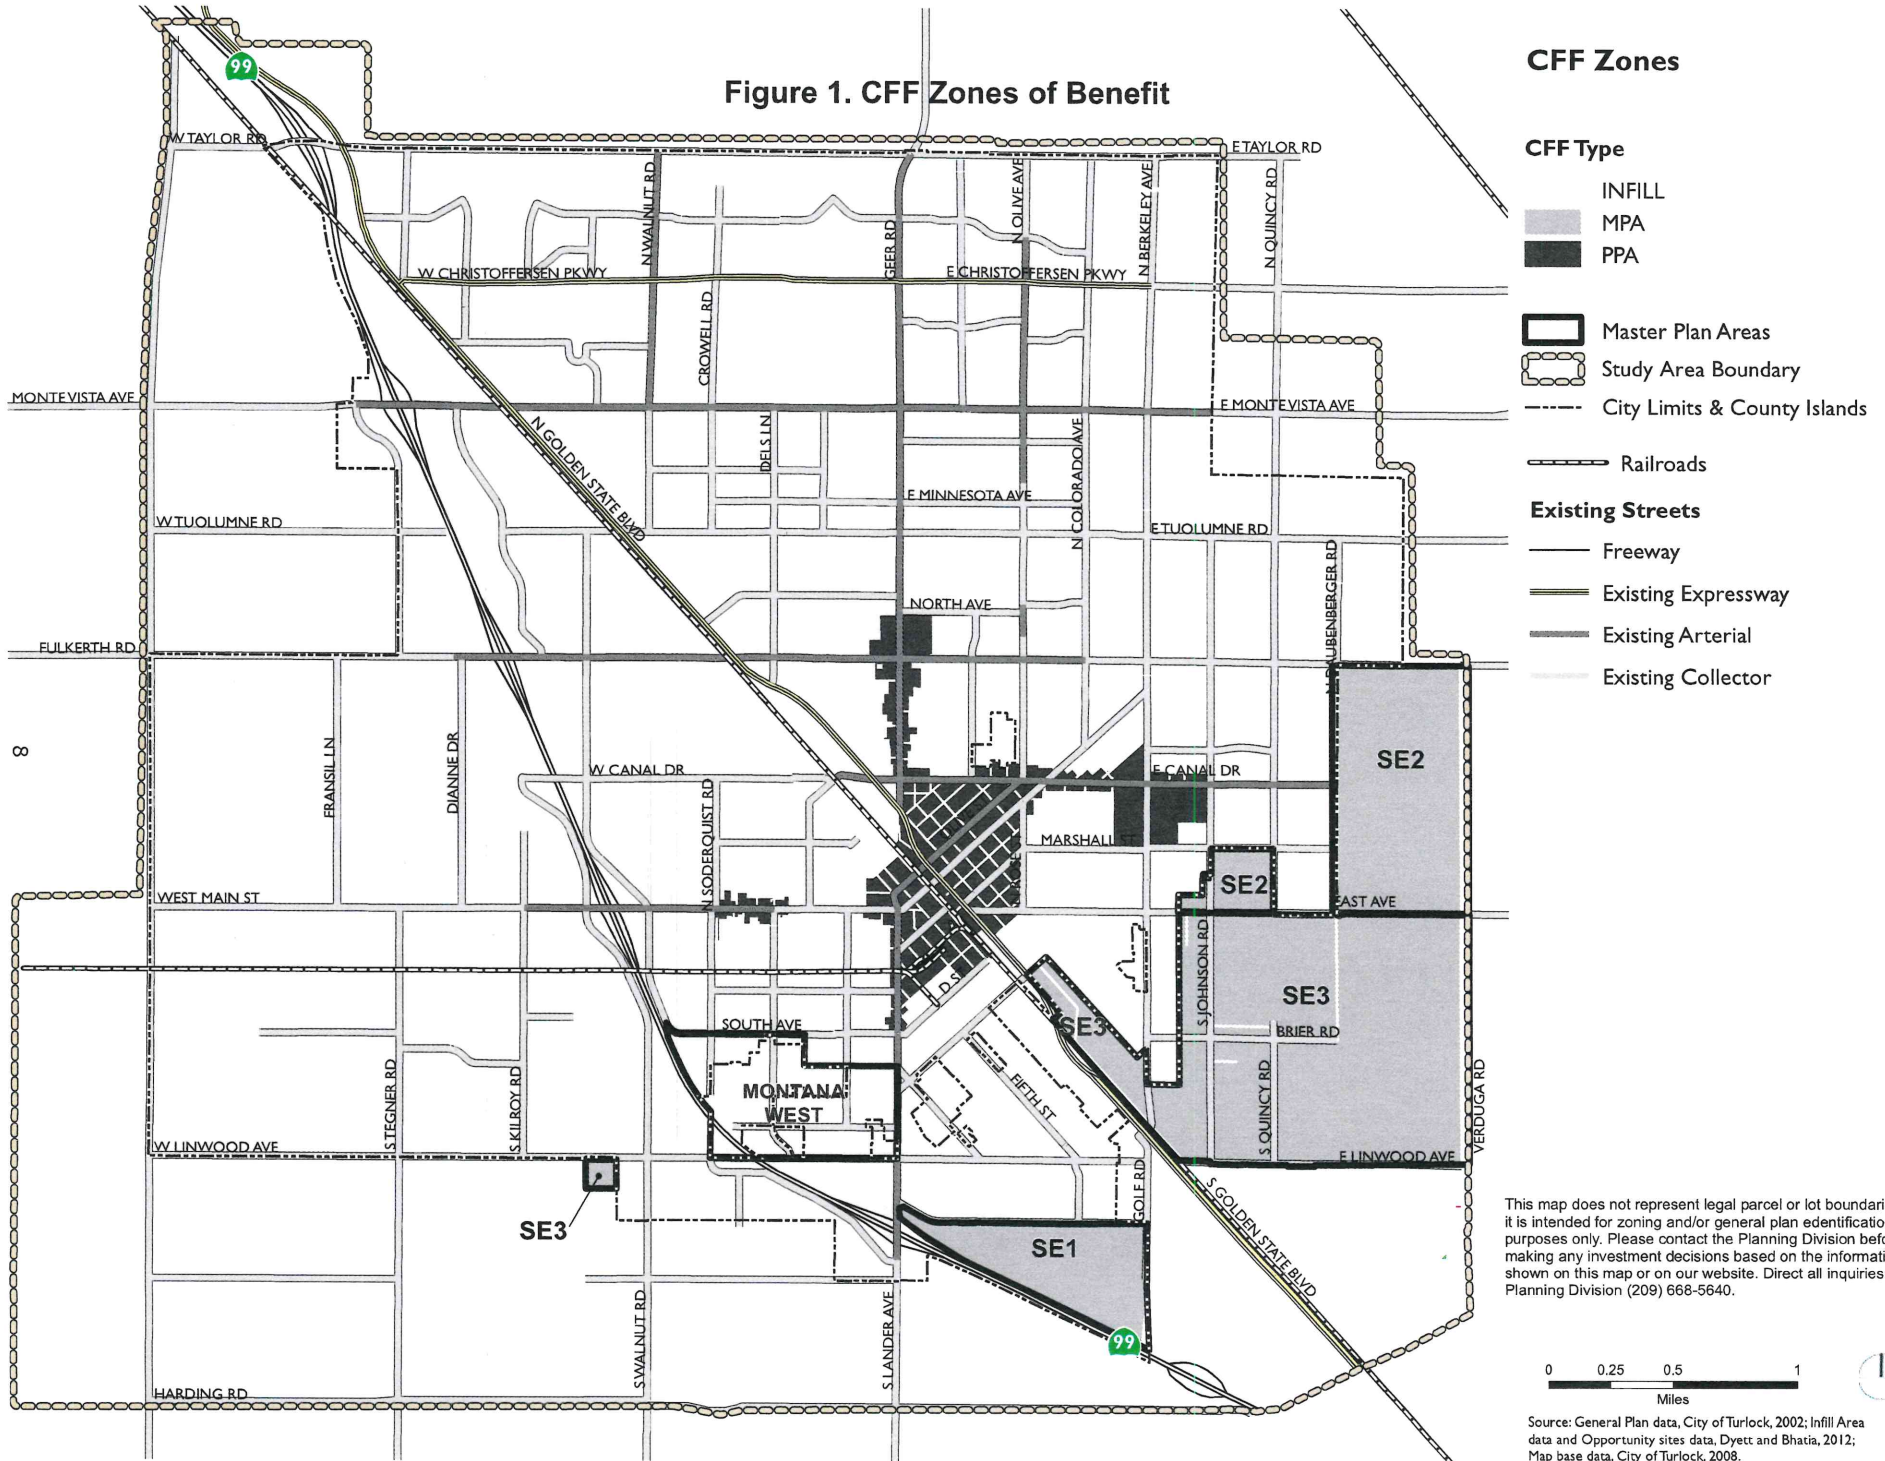 Figure 1. CFF Zones of Benefit
99
W TAYLOR RD
E TAYLOR RD
N WALNUT RD
GEER RD
N OLIVE AVE
N BERKELEY AVE
N QUINCY RD
W CHRISTOFFERSEN PKWY
E CHRISTOFFERSEN PKWY
CROWELL RD
MONTE VISTA AVE
E MONTE VISTA AVE
N GOLDEN STATE BLVD
DELS LN
N COLORADO AVE
E MINNESOTA AVE
W TUOLUMNE RD
E TUOLUMNE RD
N DAUBENBERGER RD
NORTH AVE
FULKERTH RD
8
FRANSIL LN
DIANNE DR
W CANAL DR
E CANAL DR
SE2
N SODERQUIST RD
MARSHALL ST
SE2
WEST MAIN ST
EAST AVE
S JOHNSON RD
D ST
SE3
SOUTH AVE
SE3
BRIER RD
S TEGNER RD
S KILROY RD
MONTANA
WEST
FIFTH ST
S QUINCY RD
VERDUGA RD
W LINWOOD AVE
E LINWOOD AVE
GOLF RD
SE3
SE1
S GOLDEN STATE BLVD
S WALNUT RD
S LANDER AVE
99
HARDING RD
CFF Zones
CFF Type
INFILL
MPA
PPA
Master Plan Areas
Study Area Boundary
City Limits & County Islands
Railroads
Existing Streets
Freeway
Existing Expressway
Existing Arterial
Existing Collector
This map does not represent legal parcel or lot boundari
it is intended for zoning and/or general plan edentificatio
purposes only. Please contact the Planning Division befo
making any investment decisions based on the informati
shown on this map or on our website. Direct all inquiries
Planning Division (209) 668-5640.
0 0.25 0.5 1
Miles
Source: General Plan data, City of Turlock, 2002; Infill Area
data and Opportunity sites data, Dyett and Bhatia, 2012;
Map base data, City of Turlock, 2008.